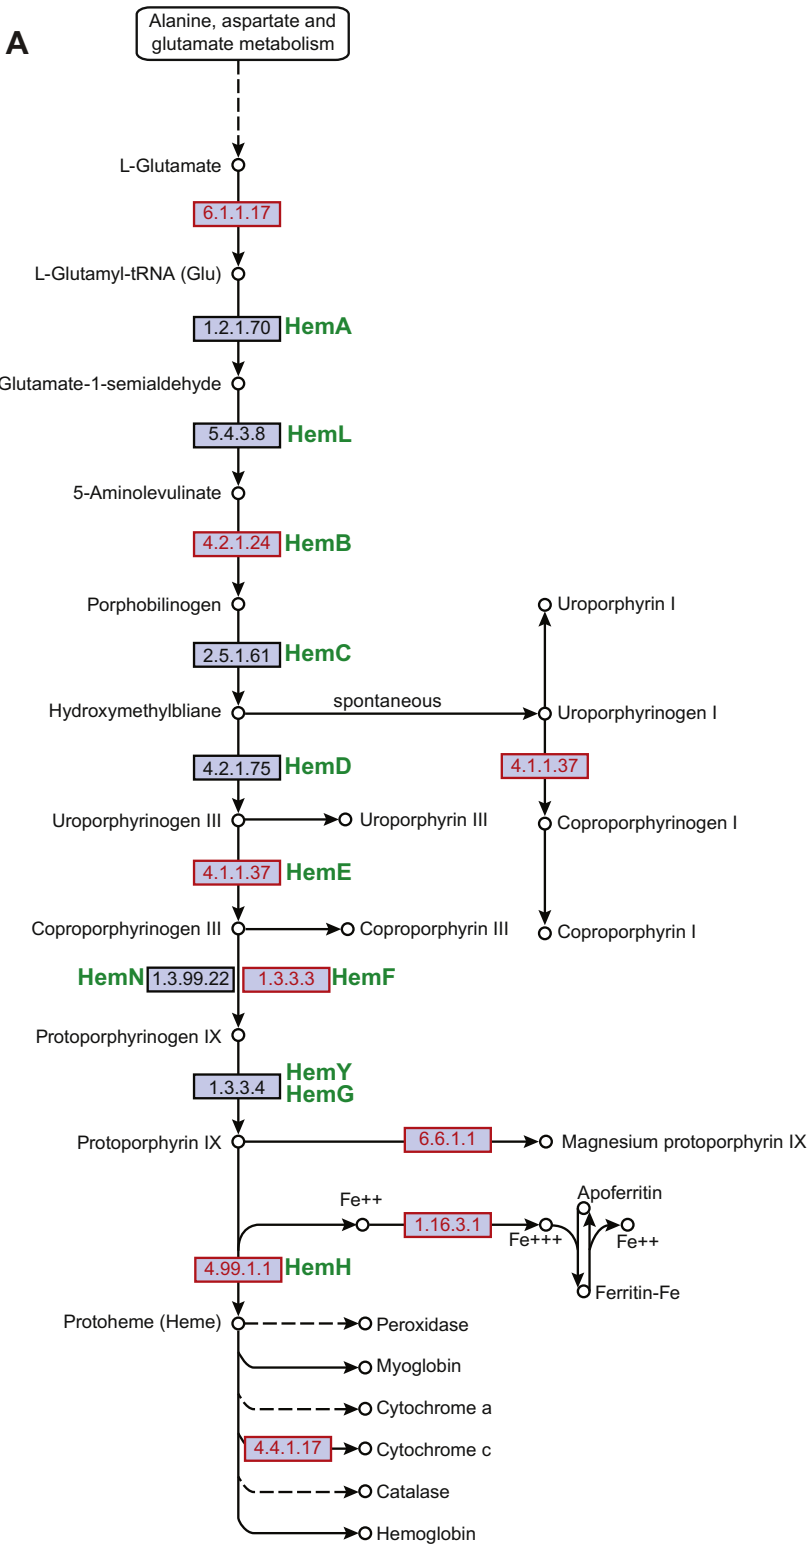 A
Alanine, aspartate and
glutamate metabolism
L-Glutamate
6.1.1.17
L-Glutamyl-tRNA (Glu)
1.2.1.70 HemA
Glutamate-1-semialdehyde
5.4.3.8 HemL
5-Aminolevulinate
4.2.1.24 HemB
Porphobilinogen
Uroporphyrin I
2.5.1.61 HemC
Hydroxymethylbliane
spontaneous
Uroporphyrinogen I
4.2.1.75 HemD
4.1.1.37
Uroporphyrinogen III
Uroporphyrin III
Coproporphyrinogen I
4.1.1.37 HemE
Coproporphyrinogen III
Coproporphyrin III
Coproporphyrin I
HemN 1.3.99.22 1.3.3.3 HemF
Protoporphyrinogen IX
1.3.3.4
HemY
HemG
Protoporphyrin IX
6.6.1.1
Magnesium protoporphyrin IX
Fe++
1.16.3.1
Fe+++
Apoferritin
Fe++
4.99.1.1 HemH
Ferritin-Fe
Protoheme (Heme)
Peroxidase
Myoglobin
Cytochrome a
4.4.1.17
Cytochrome c
Catalase
Hemoglobin